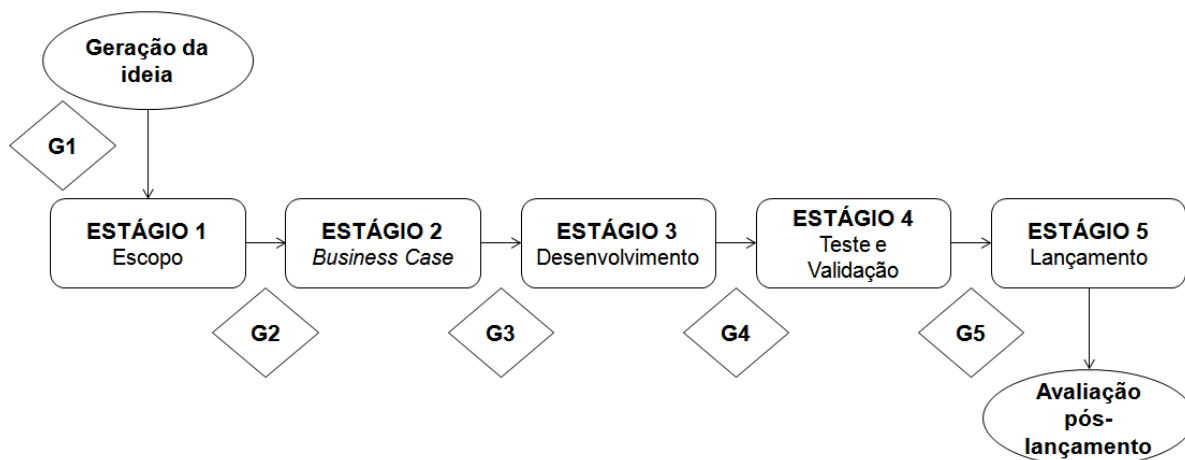 Geração da
ideia
G1
ESTÁGIO 1
Escopo
ESTÁGIO 2
Business Case
ESTÁGIO 3
Desenvolvimento
ESTÁGIO 4
Teste e
Validação
ESTÁGIO 5
Lançamento
G2
G3
G4
G5
Avaliação
pós-
lançamento